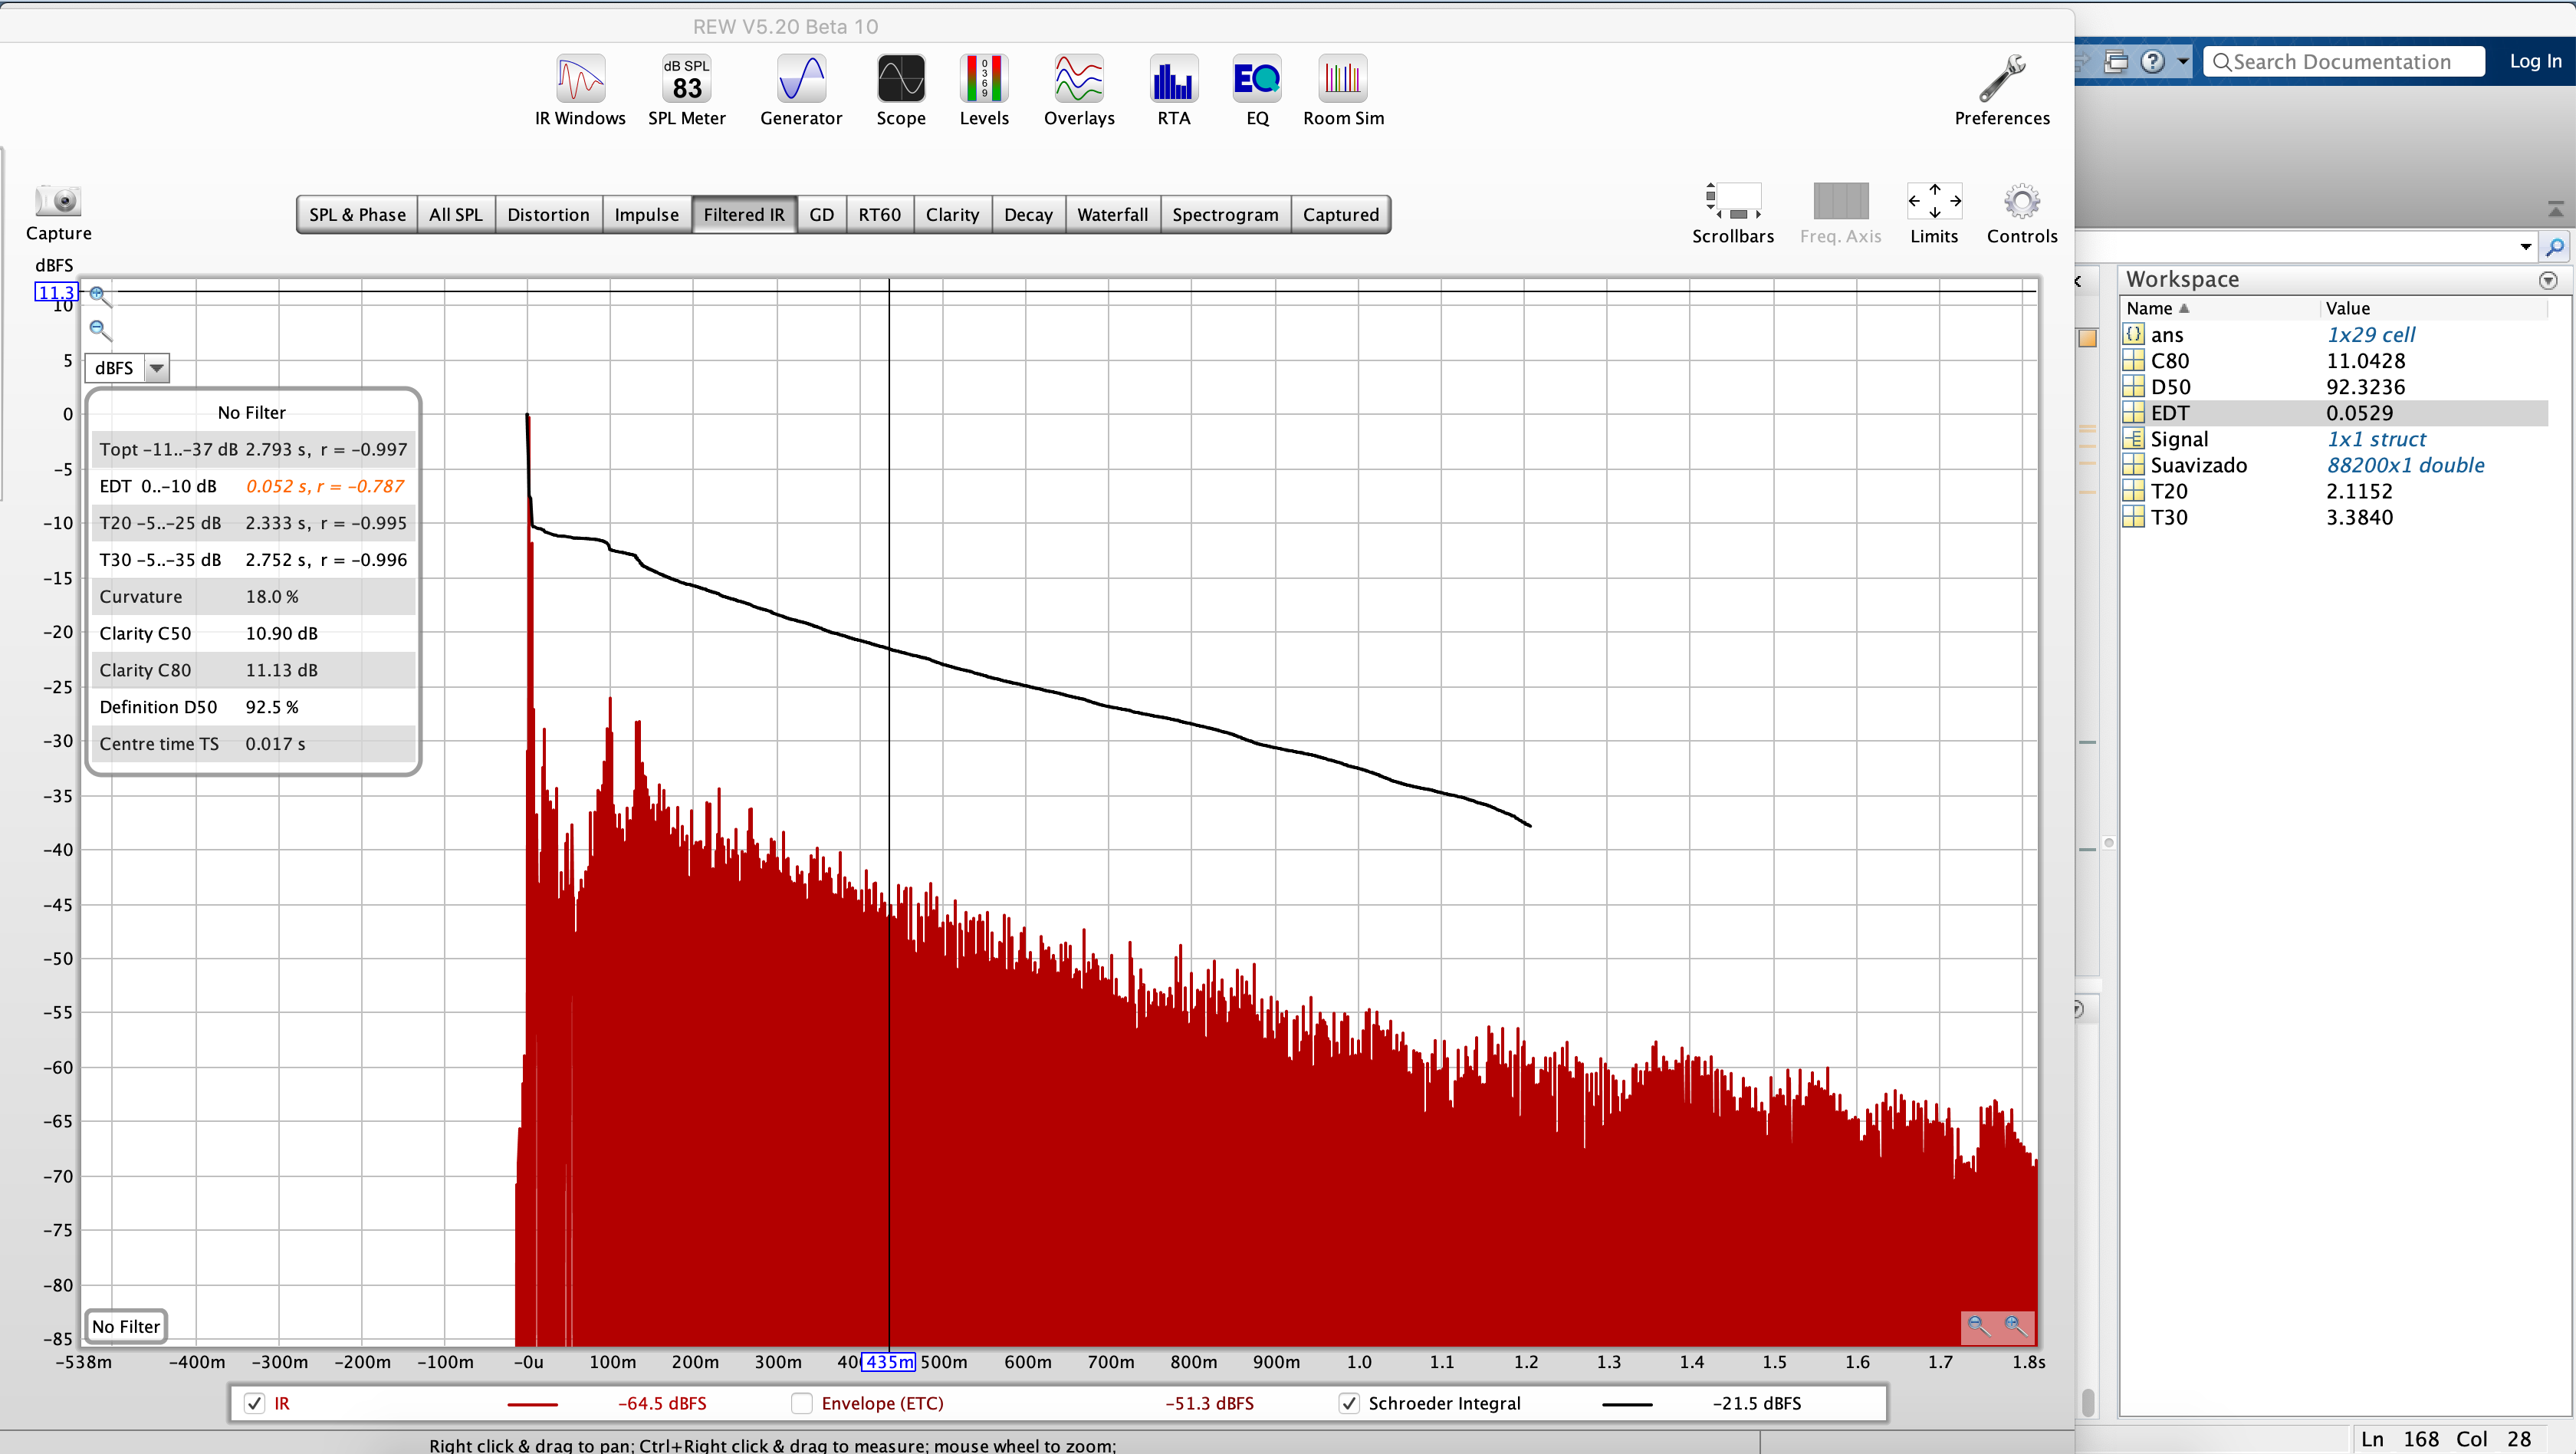 REW V5.20 Beta 10
dB SPL
83
0 3 6 9
EQ
IR Windows SPL Meter Generator Scope Levels Overlays RTA EQ Room Sim Preferences
Search Documentation
Log In
Capture
SPL & Phase All SPL Distortion Impulse Filtered IR GD RT60 Clarity Decay Waterfall Spectrogram Captured
Scrollbars Freq. Axis Limits Controls
dBFS
11.3
10
5
0
-5
-10
-15
-20
-25
-30
-35
-40
-45
-50
-55
-60
-65
-70
-75
-80
-85
dBFS
No Filter
Topt -11..-37 dB 2.793 s, r = -0.997
EDT 0..-10 dB 0.052 s, r = -0.787
T20 -5..-25 dB 2.333 s, r = -0.995
T30 -5..-35 dB 2.752 s, r = -0.996
Curvature 18.0 %
Clarity C50 10.90 dB
Clarity C80 11.13 dB
Definition D50 92.5 %
Centre time TS 0.017 s
No Filter
-538m -400m -300m -200m -100m -0u 100m 200m 300m 40 435m 500m 600m 700m 800m 900m 1.0 1.1 1.2 1.3 1.4 1.5 1.6 1.7 1.8s
IR -64.5 dBFS Envelope (ETC) -51.3 dBFS Schroeder Integral -21.5 dBFS
Right click & drag to pan; Ctrl+Right click & drag to measure; mouse wheel to zoom;
Workspace
Name Value
ans 1x29 cell
C80 11.0428
D50 92.3236
EDT 0.0529
Signal 1x1 struct
Suavizado 88200x1 double
T20 2.1152
T30 3.3840
Ln 168 Col 28